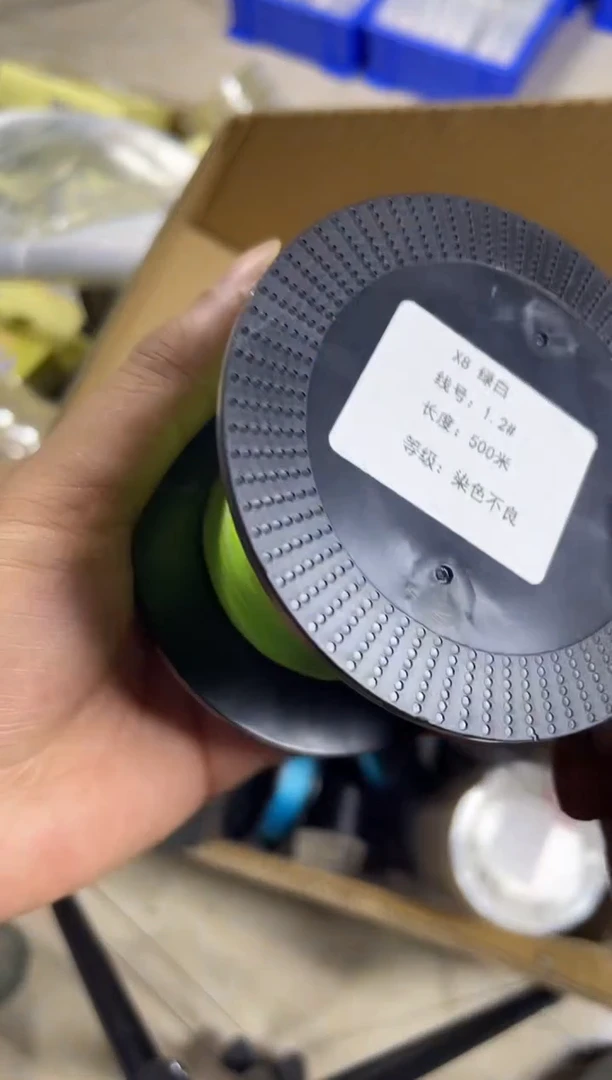 X8 绿白
线号: 1.2#
长度: 500米
等级: 染色不良